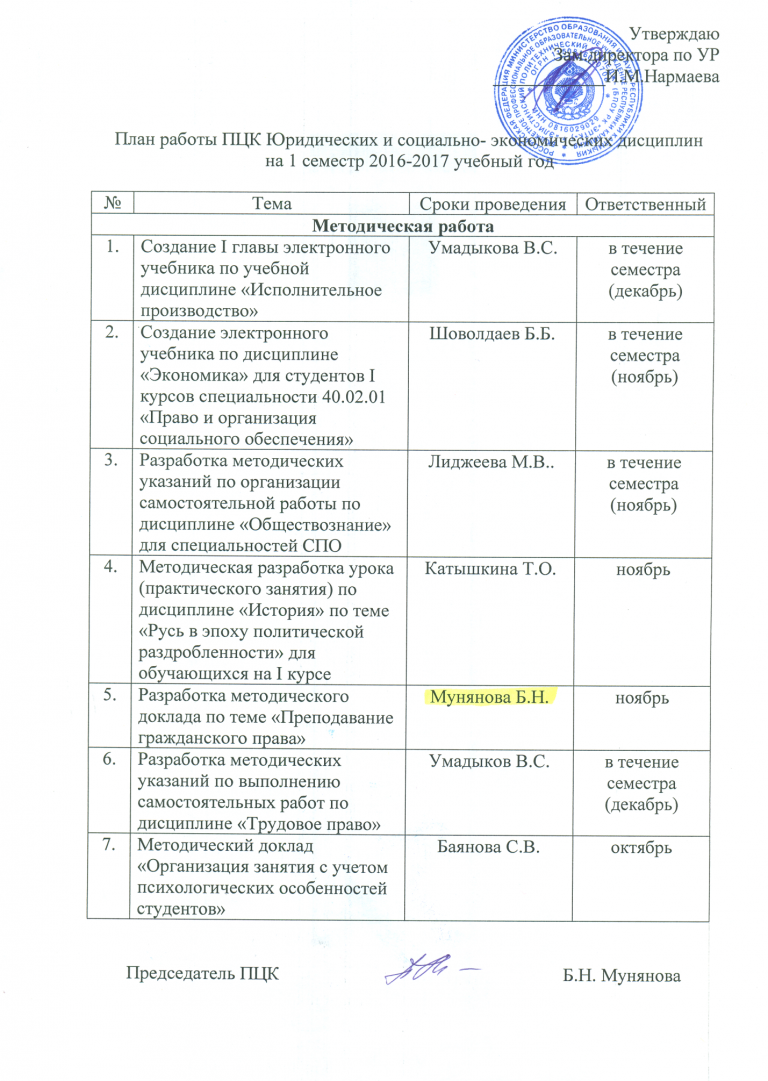 Утверждаю
Зам.директора по УР
И.М.Нармаева
План работы ПЦК Юридических и социально- экономических дисциплин
на 1 семестр 2016-2017 учебный год
№ Тема Сроки проведения Ответственный
Методическая работа
1. Создание I главы электронного Умадыкова В.С. в течение
учебника по учебной семестра
дисциплине «Исполнительное (декабрь)
производство»
2. Создание электронного Шоволдаев Б.Б. в течение
учебника по дисциплине семестра
«Экономика» для студентов I (ноябрь)
курсов специальности 40.02.01
«Право и организация
социального обеспечения»
3. Разработка методических Лиджеева М.В.. в течение
указаний по организации семестра
самостоятельной работы по (ноябрь)
дисциплине «Обществознание»
для специальностей СПО
4. Методическая разработка урока Катышкина Т.О. ноябрь
(практического занятия) по
дисциплине «История» по теме
«Русь в эпоху политической
раздробленности» для
обучающихся на I курсе
5. Разработка методического Мунянова Б.Н. ноябрь
доклада по теме «Преподавание
гражданского права»
6. Разработка методических Умадыков В.С. в течение
указаний по выполнению семестра
самостоятельных работ по (декабрь)
дисциплине «Трудовое право»
7. Методический доклад Баянова С.В. октябрь
«Организация занятия с учетом
психологических особенностей
студентов»
Председатель ПЦК Б.Н. Мунянова